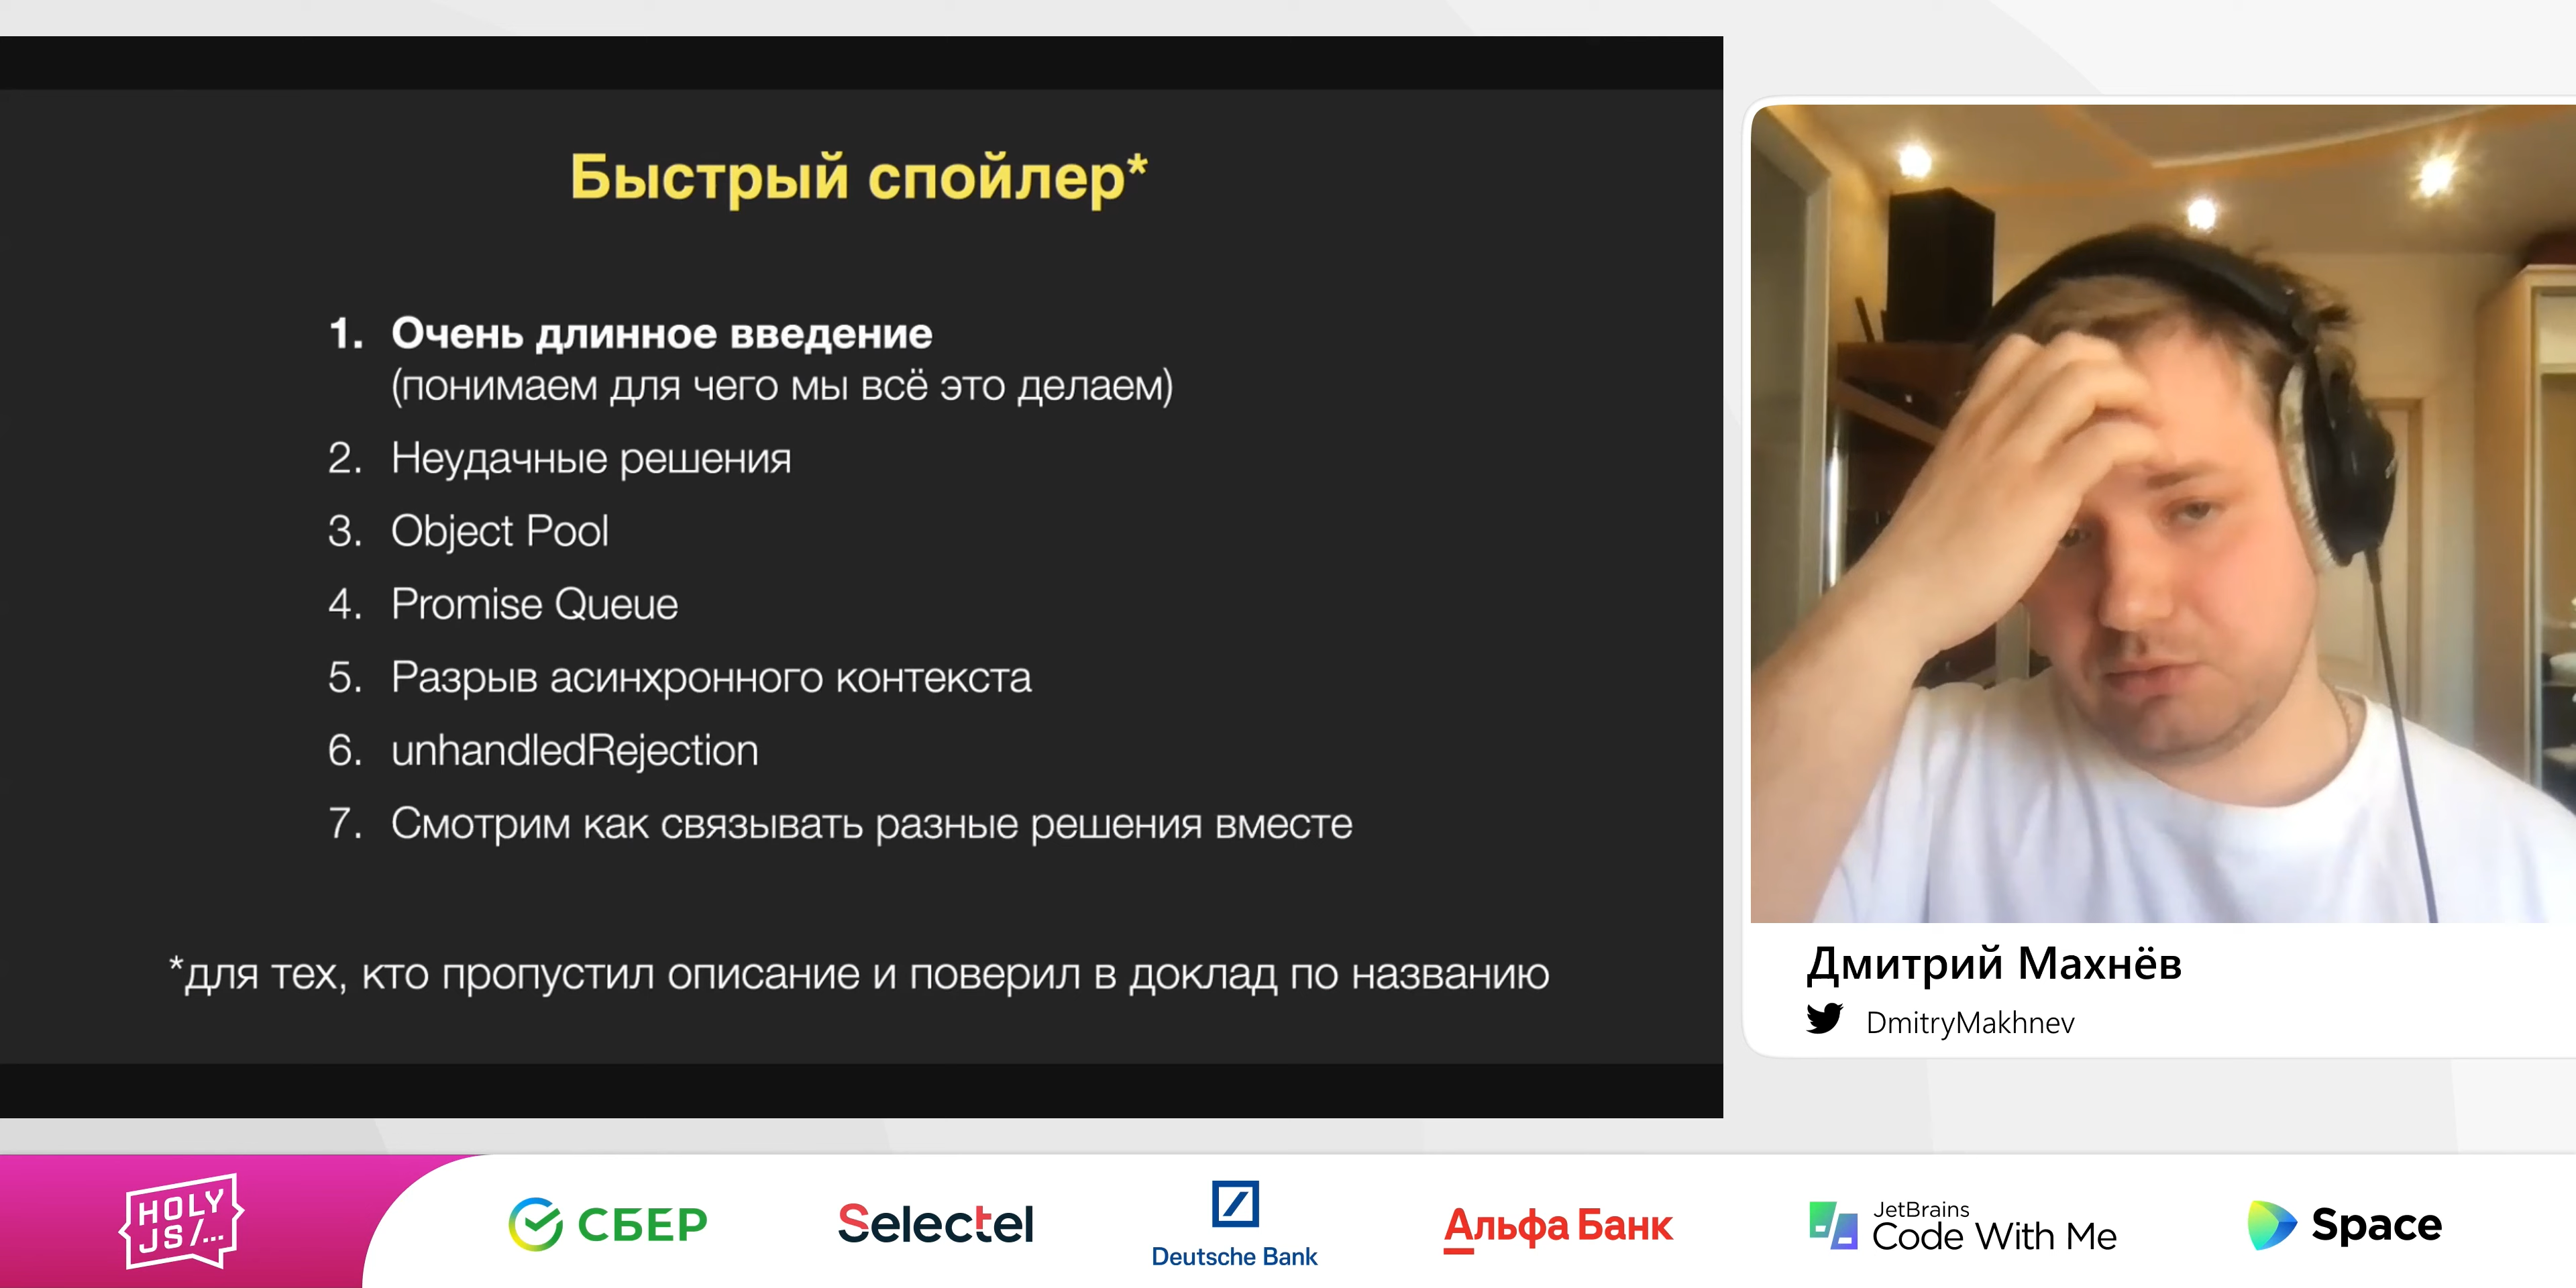 Быстрый спойлер*
1. Очень длинное введение
(понимаем для чего мы всё это делаем)
2. Неудачные решения
3. Object Pool
4. Promise Queue
5. Разрыв асинхронного контекста
6. unhandledRejection
7. Смотрим как связывать разные решения вместе
*для тех, кто пропустил описание и поверил в доклад по названию
Дмитрий Махнёв
DmitryMakhnev
HOLY
JS/...
СБЕР
Selectel
Deutsche Bank
Альфа Банк
JetBrains
Code With Me
Space